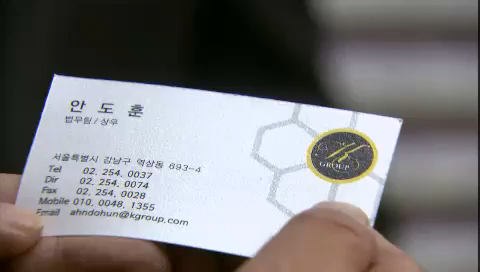 안 도 훈
법무팀 / 상무
서울특별시 강남구 역삼동 693-4
Tel 02. 254. 0037
Dir 02. 254. 0074
Fax 02. 254. 0028
Mobile 010. 0048. 1355
Email ahndohun@kgroup.com
K
GROUP